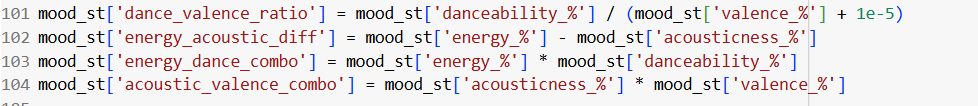 101 mood_st['dance_valence_ratio'] = mood_st['danceability_%'] / (mood_st['valence_%'] + 1e-5)
102 mood_st['energy_acoustic_diff'] = mood_st['energy_%'] - mood_st['acousticness_%']
103 mood_st['energy_dance_combo'] = mood_st['energy_%'] * mood_st['danceability_%']
104 mood_st['acoustic_valence_combo'] = mood_st['acousticness_%'] * mood_st['valence_%']